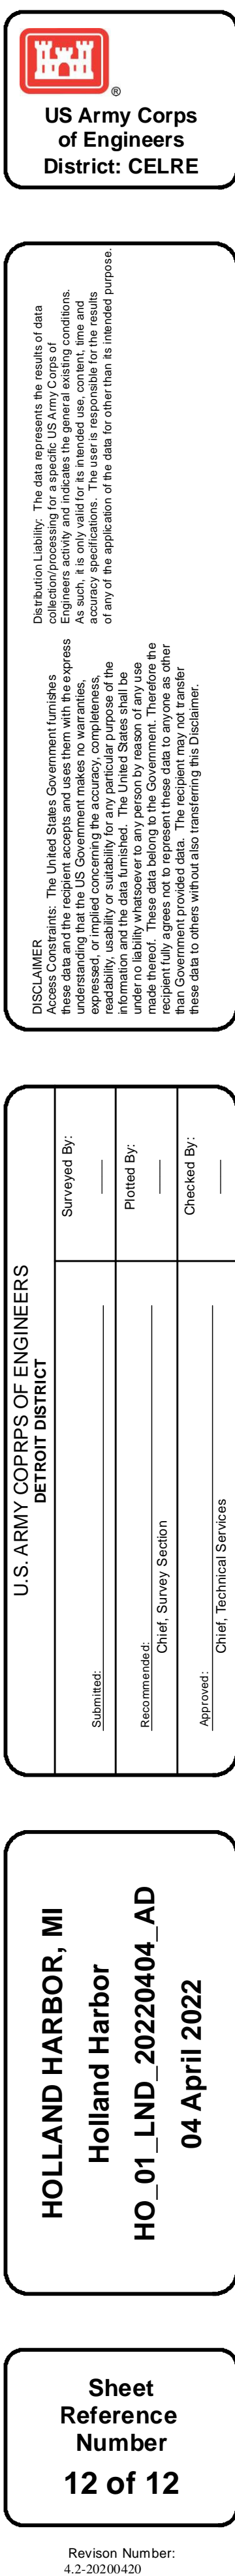 ®
US Army Corps
of Engineers
District: CELRE
DISCLAIMER
Access Constraints: The United States Government furnishes
these data and the recipient accepts and uses them with the express
understanding that the US Government makes no warranties,
expressed, or implied concerning the accuracy, completeness,
readability, usability or suitability for any particular purpose of the
information and the data furnished. The United States shall be
under no liability whatsoever to any person by reason of any use
made thereof. These data belong to the Government. Therefore the
recipient fully agrees not to represent these data to anyone as other
than Government provided data. The recipient may not transfer
these data to others without also transferring this Disclaimer.
Distribution Liability: The data represents the results of data
collection/processing for a specific US Army Corps of
Engineers activity and indicates the general existing conditions.
As such, it is only valid for its intended use, content, time and
accuracy specifications. The user is responsible for the results
of any of the application of the data for other than its intended purpose.
U.S. ARMY COPRPS OF ENGINEERS
DETROIT DISTRICT
Submitted:
Surveyed By:
Recommended:
Chief, Survey Section
Plotted By:
Approved:
Chief, Technical Services
Checked By:
HOLLAND HARBOR, MI
Holland Harbor
HO_01_LND_20220404_AD
04 April 2022
Sheet
Reference
Number
12 of 12
Revison Number:
4.2-20200420